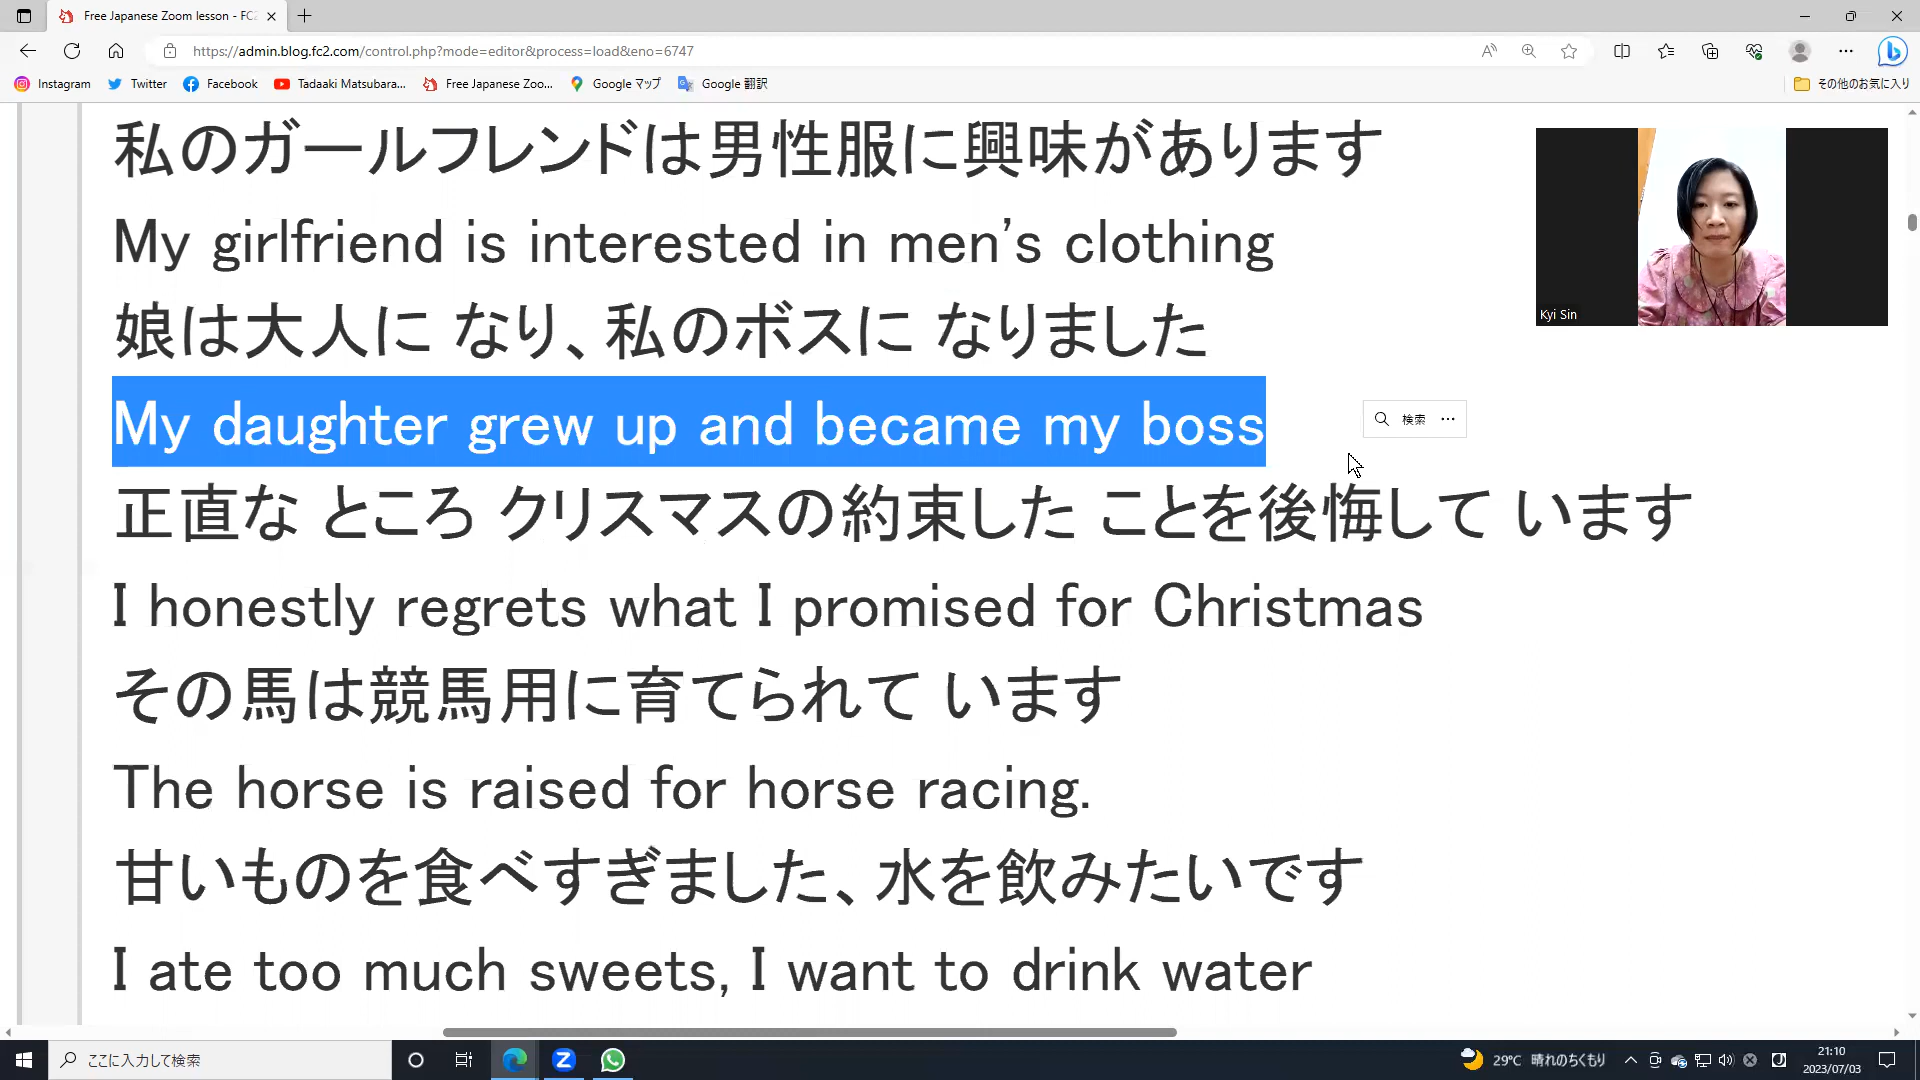 Free Japanese Zoom lesson - FC2
https://admin.blog.fc2.com/control.php?mode=editor&process=load&eno=6747
Instagram
Twitter
Facebook
Tadaaki Matsubara...
Free Japanese Zoo...
Google マップ
Google 翻訳
その他のお気に入り
私のガールフレンドは男性服に興味があります
My girlfriend is interested in men's clothing
娘は大人に なり、私のボスに なりました
My daughter grew up and became my boss
検索
正直な ところ クリスマスの約束した ことを後悔して います
I honestly regrets what I promised for Christmas
その馬は競馬用に育てられて います
The horse is raised for horse racing.
甘いものを食べすぎました、水を飲みたいです
I ate too much sweets, I want to drink water
Kyi Sin
ここに入力して検索
29°C 晴れのちくもり
21:10
2023/07/03